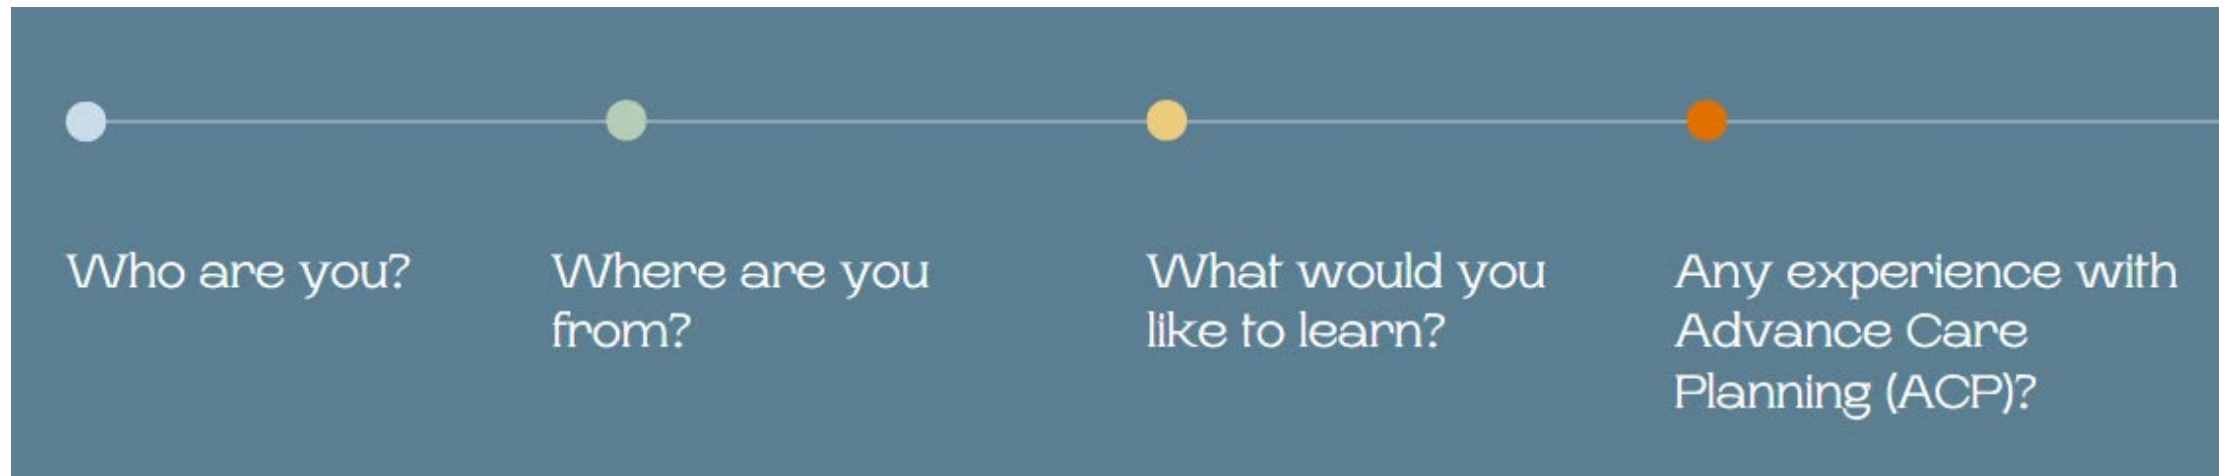 Who are you?
Where are you
from?
What would you
like to learn?
Any experience with
Advance Care
Planning (ACP)?